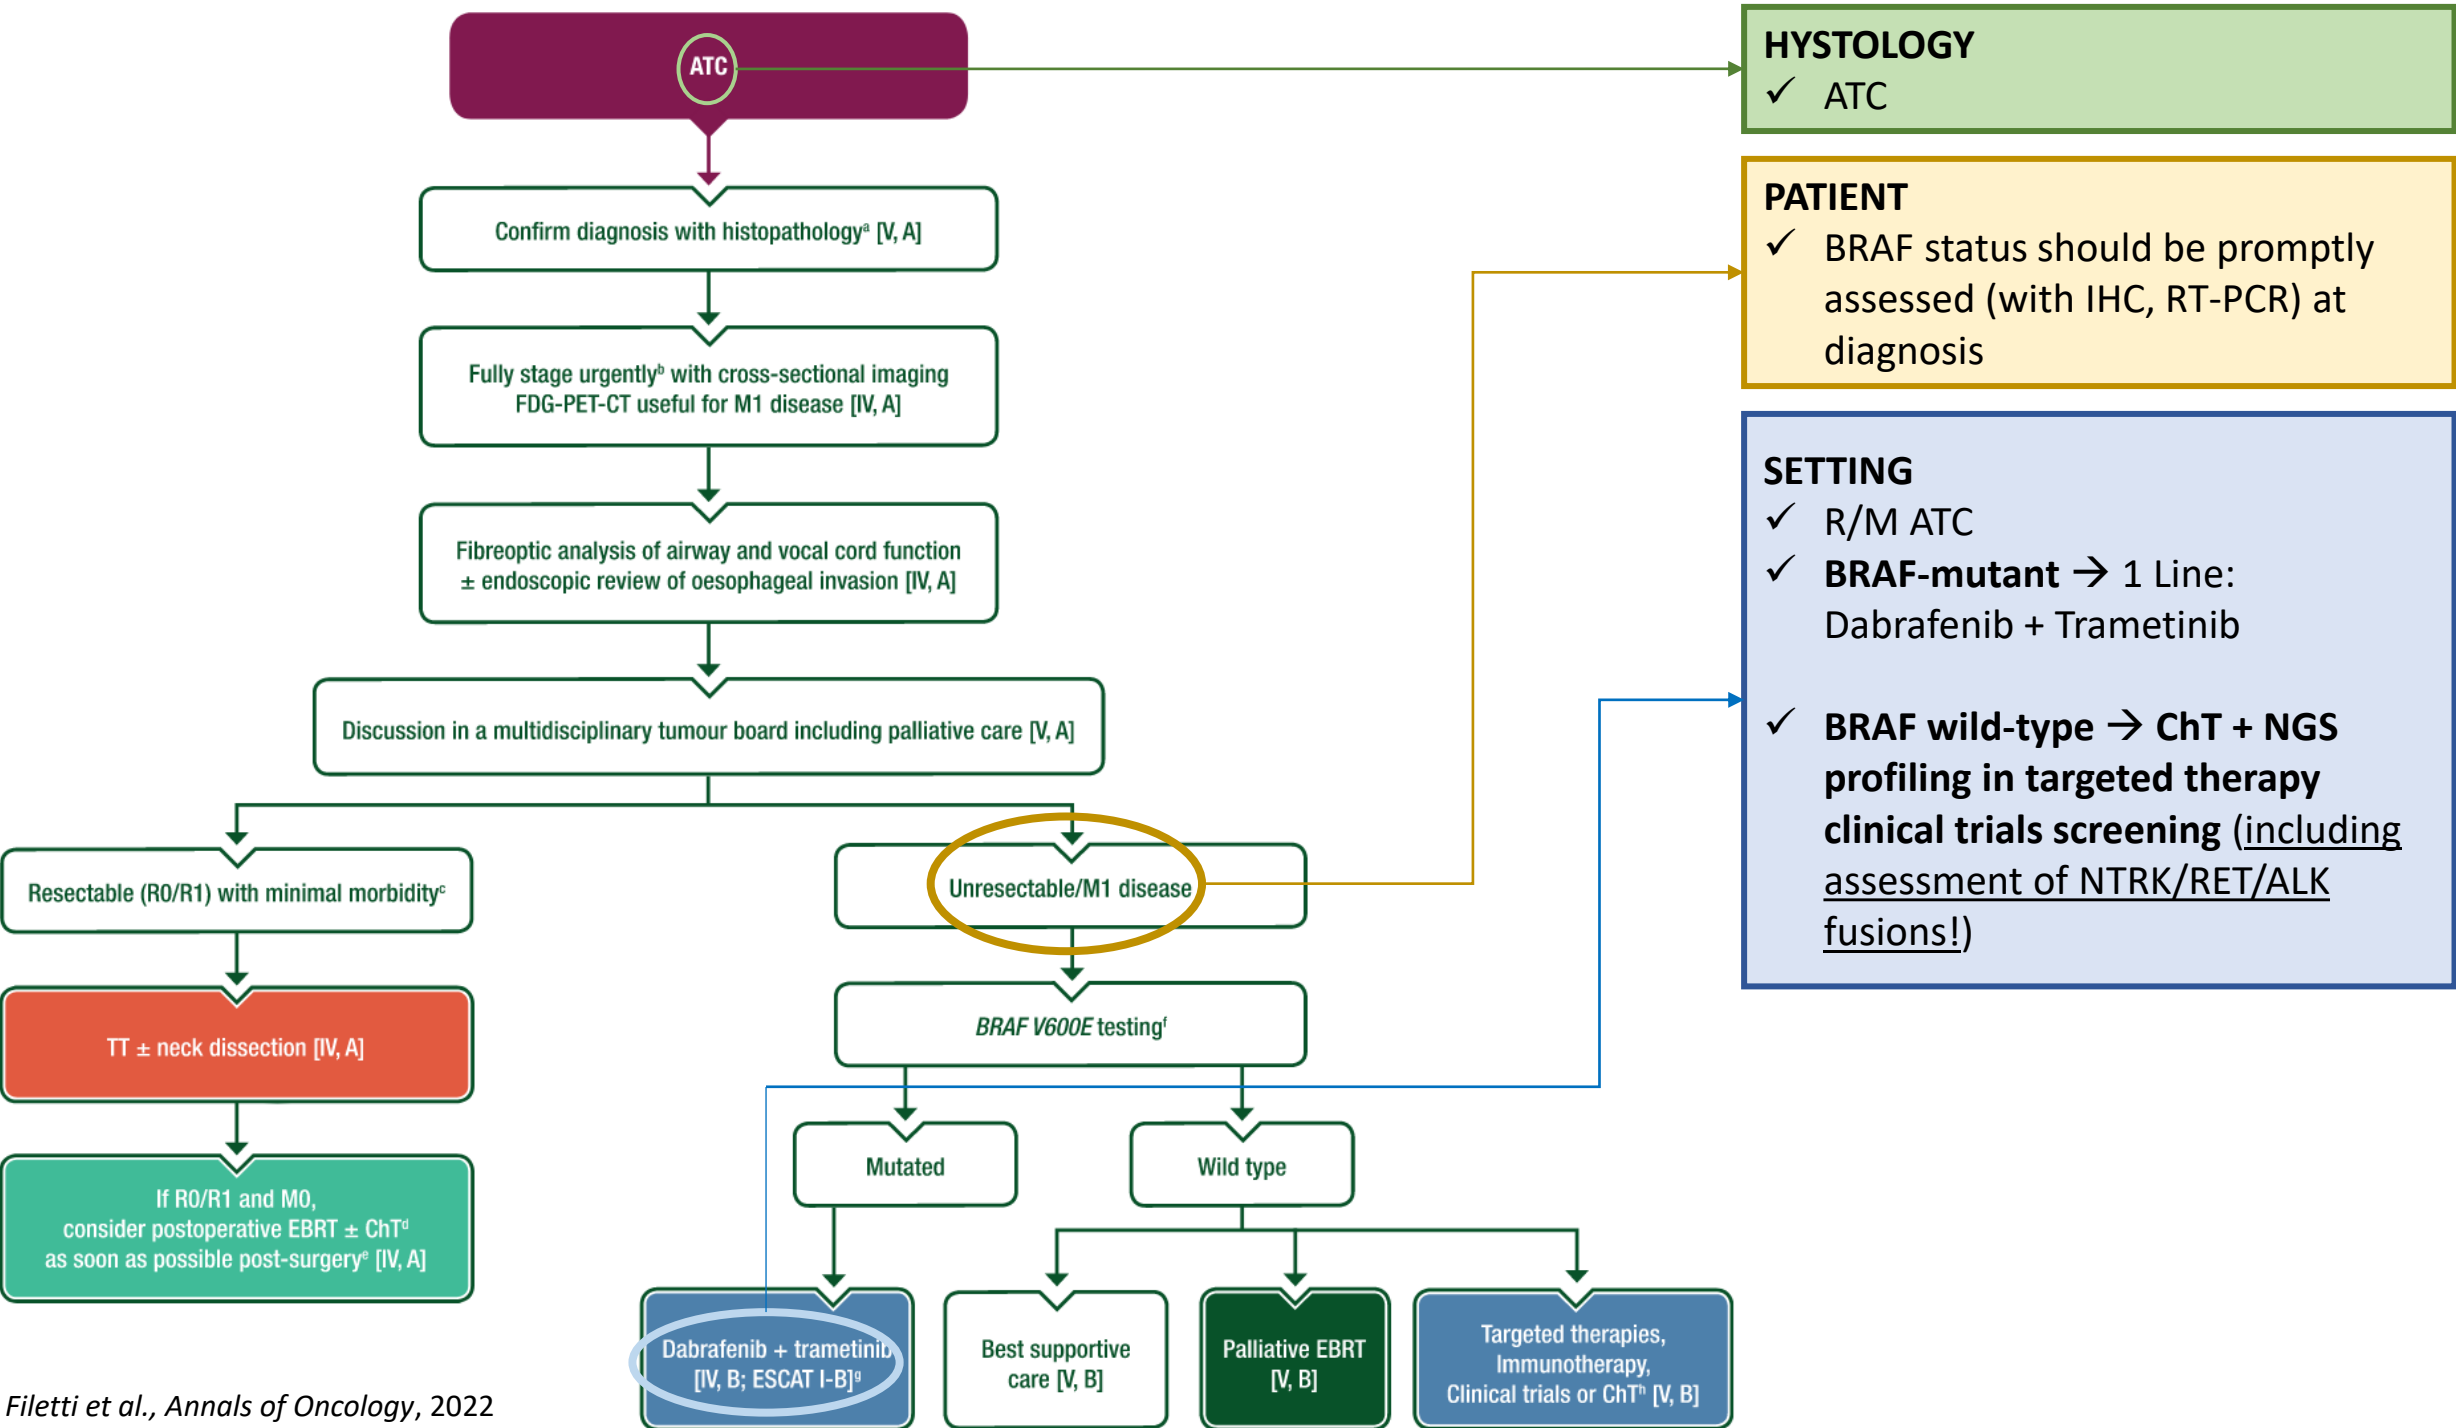 ATC
Confirm diagnosis with histopathologyᵃ [V, A]
Fully stage urgentlyᵇ with cross-sectional imaging
FDG-PET-CT useful for M1 disease [IV, A]
Fibreoptic analysis of airway and vocal cord function
± endoscopic review of oesophageal invasion [IV, A]
Discussion in a multidisciplinary tumour board including palliative care [V, A]
Resectable (R0/R1) with minimal morbidityᶜ
TT ± neck dissection [IV, A]
If R0/R1 and M0,
consider postoperative EBRT ± ChTᵈ
as soon as possible post-surgeryᵉ [IV, A]
Unresectable/M1 disease
BRAF V600E testingᶠ
Mutated
Wild type
Dabrafenib + trametinib
[IV, B; ESCAT I-B]ᵍ
Best supportive
care [V, B]
Palliative EBRT
[V, B]
Targeted therapies,
Immunotherapy,
Clinical trials or ChTʰ [V, B]
HYSTOLOGY
✓ ATC
PATIENT
✓ BRAF status should be promptly
assessed (with IHC, RT-PCR) at
diagnosis
SETTING
✓ R/M ATC
✓ BRAF-mutant → 1 Line:
Dabrafenib + Trametinib
✓ BRAF wild-type → ChT + NGS
profiling in targeted therapy
clinical trials screening (including
assessment of NTRK/RET/ALK
fusions!)
Filetti et al., Annals of Oncology, 2022